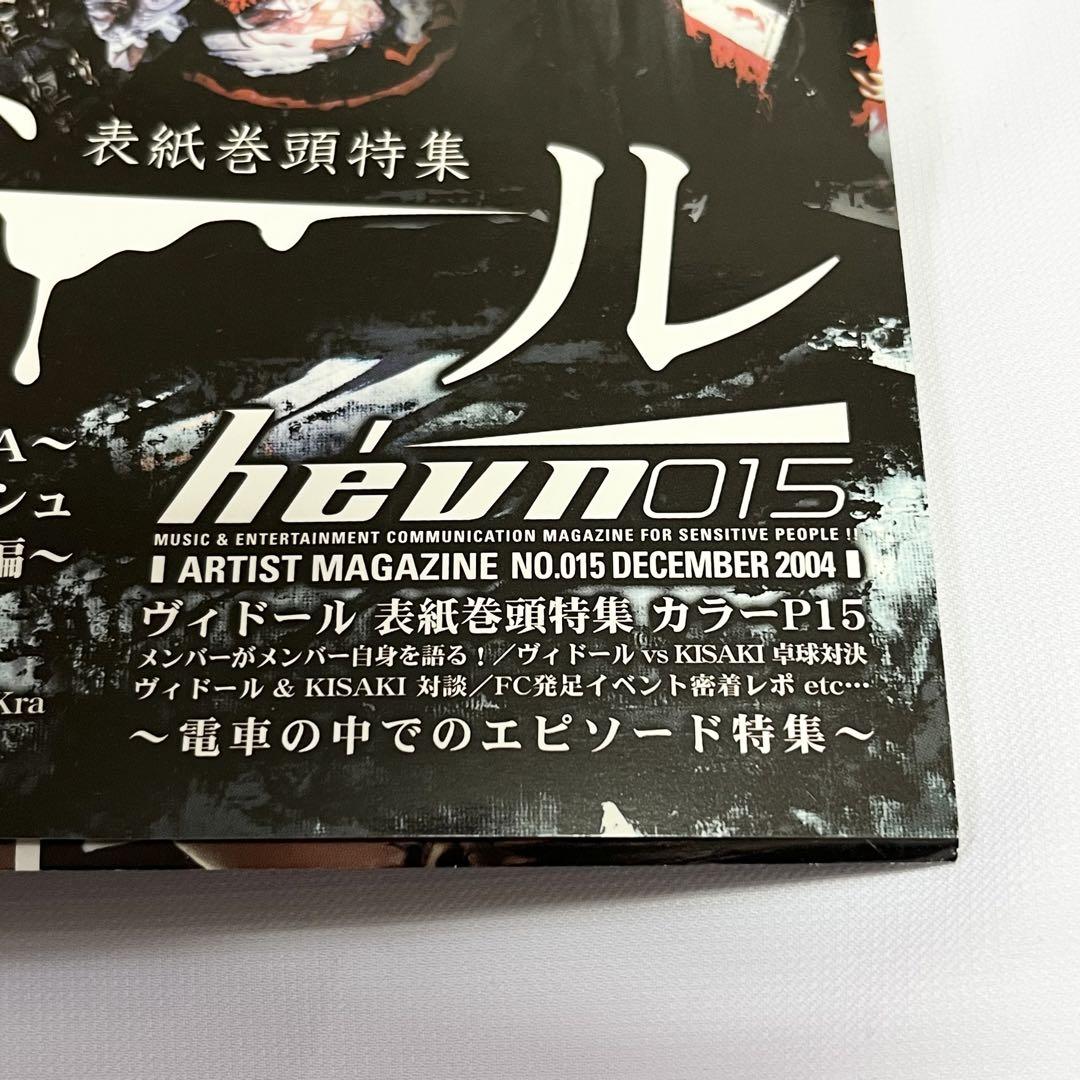 表紙巻頭特集
ール
A～
ンュ
編～
Kra
hévn015
MUSIC & ENTERTAINMENT COMMUNICATION MAGAZINE FOR SENSITIVE PEOPLE !!
ARTIST MAGAZINE NO.015 DECEMBER 2004
ヴィドール 表紙巻頭特集 カラーP15
メンバーがメンバー自身を語る！／ヴィドール vs KISAKI 卓球対決
ヴィドール & KISAKI 対談／FC発足イベント密着レポ etc…
～電車の中でのエピソード特集～